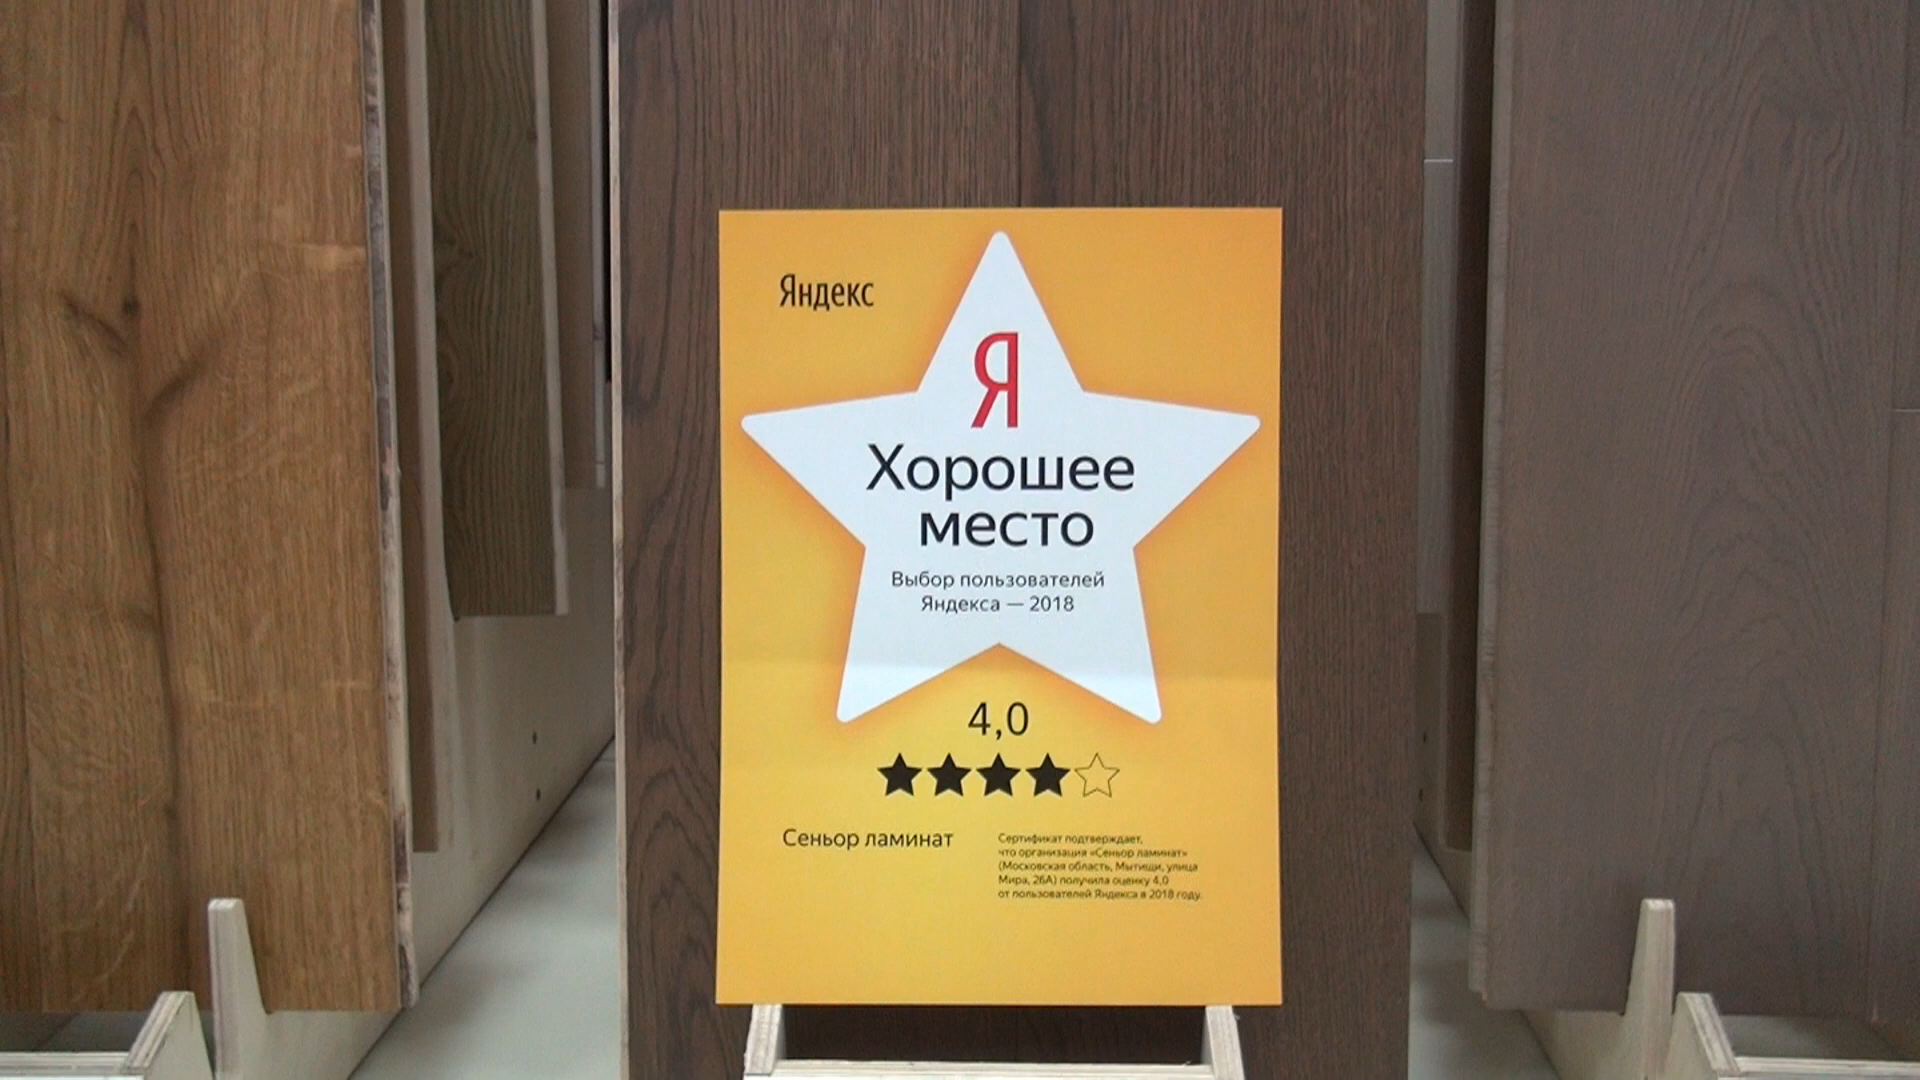 Яндекс
Я
Хорошее
место
Выбор пользователей
Яндекса — 2018
4,0
Сеньор ламинат
Сертификат подтверждает,
что организация «Сеньор ламинат»
(Московская область, Мытищи, улица
Мира, 26А) получила оценку 4,0
от пользователей Яндекса в 2018 году.